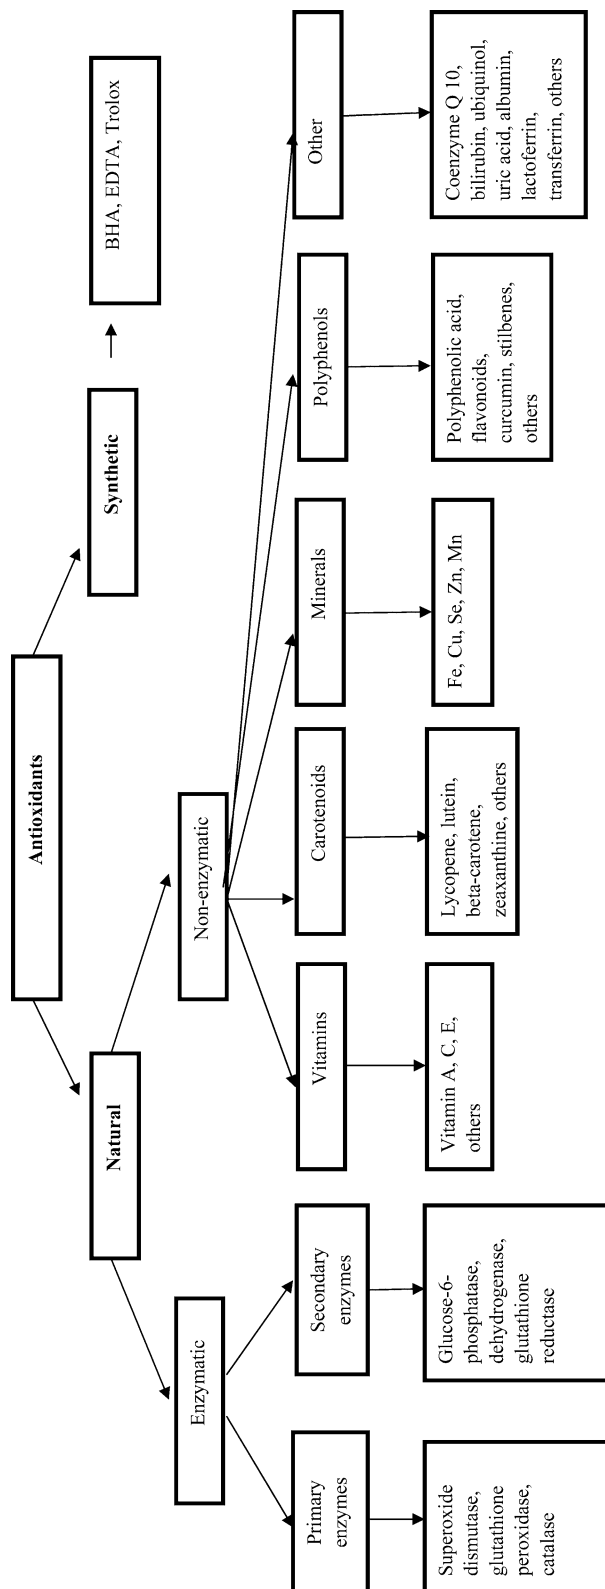 Antioxidants
Natural
Synthetic
BHA, EDTA, Trolox
Enzymatic
Non-enzymatic
Primary
enzymes
Secondary
enzymes
Vitamins
Carotenoids
Minerals
Polyphenols
Other
Superoxide
dismutase,
glutathione
peroxidase,
catalase
Glucose-6-
phosphatase,
dehydrogenase,
glutathione
reductase
Vitamin A, C, E,
others
Lycopene, lutein,
beta-carotene,
zeaxanthine, others
Fe, Cu, Se, Zn, Mn
Polyphenolic acid,
flavonoids,
curcumin, stilbenes,
others
Coenzyme Q 10,
bilirubin, ubiquinol,
uric acid, albumin,
lactoferrin,
transferrin, others